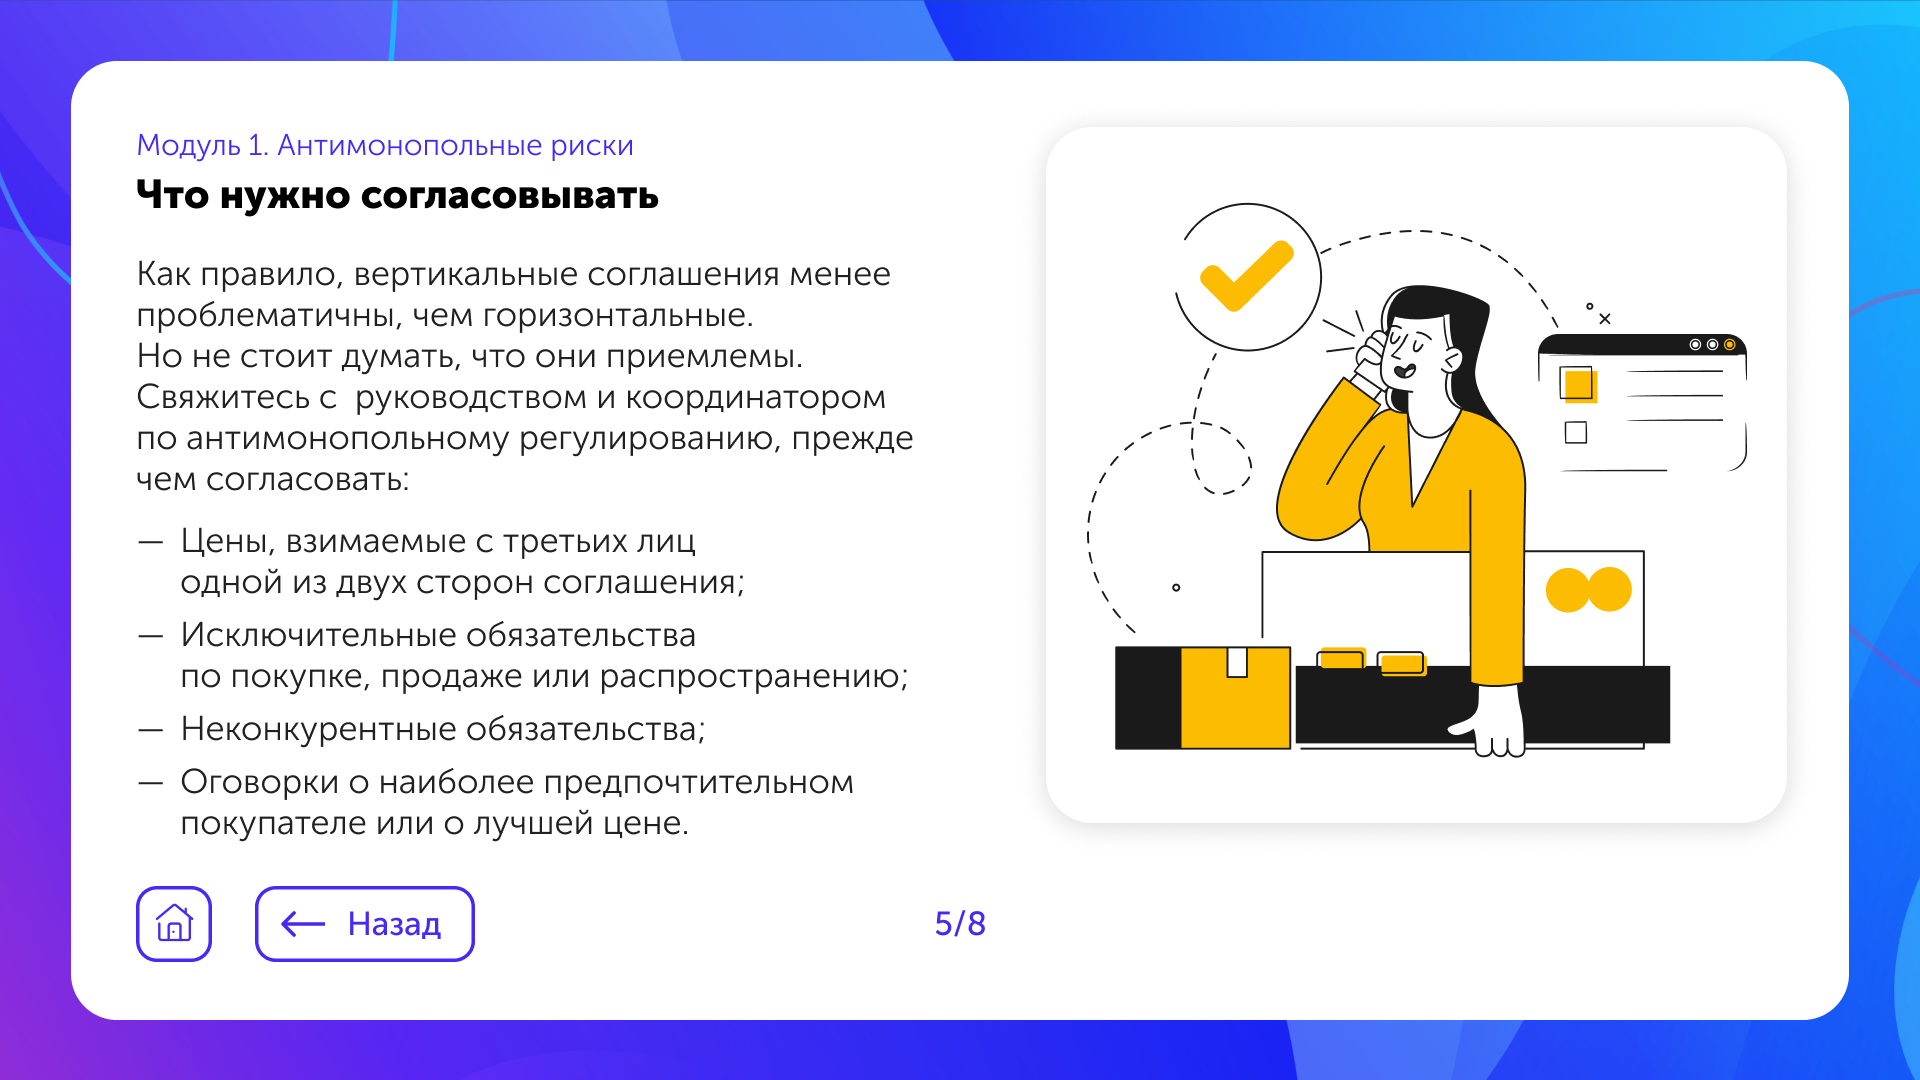 Модуль 1. Антимонопольные риски
Что нужно согласовывать
Как правило, вертикальные соглашения менее
проблематичны, чем горизонтальные.
Но не стоит думать, что они приемлемы.
Свяжитесь с  руководством и координатором
по антимонопольному регулированию, прежде
чем согласовать:
— Цены, взимаемые с третьих лиц
одной из двух сторон соглашения;
— Исключительные обязательства
по покупке, продаже или распространению;
— Неконкурентные обязательства;
— Оговорки о наиболее предпочтительном
покупателе или о лучшей цене.
← Назад
5/8